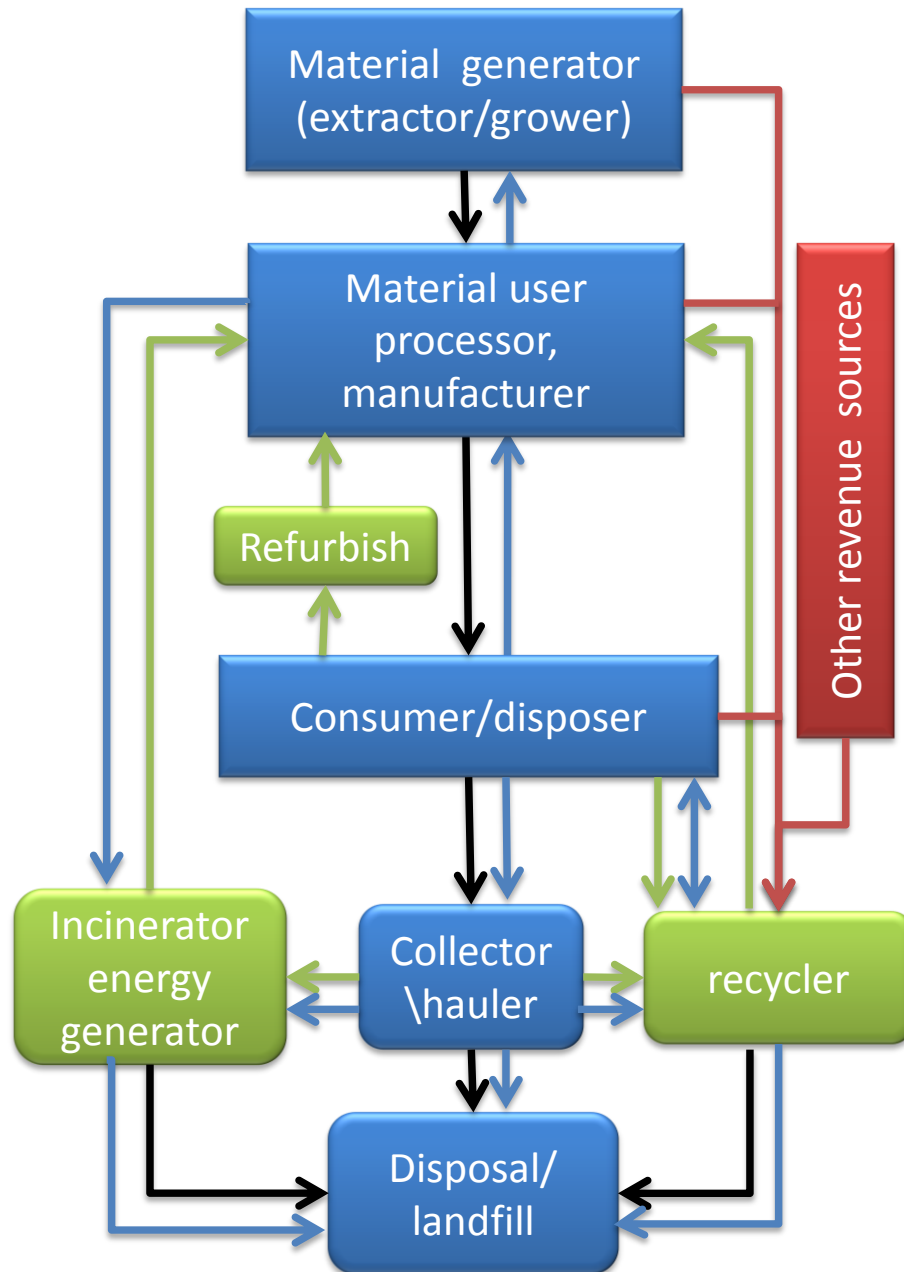 Material generator
(extractor/grower)
Material user
processor,
manufacturer
Other revenue sources
Refurbish
Consumer/disposer
Incinerator
energy
generator
Collector
\hauler
recycler
Disposal/
landfill